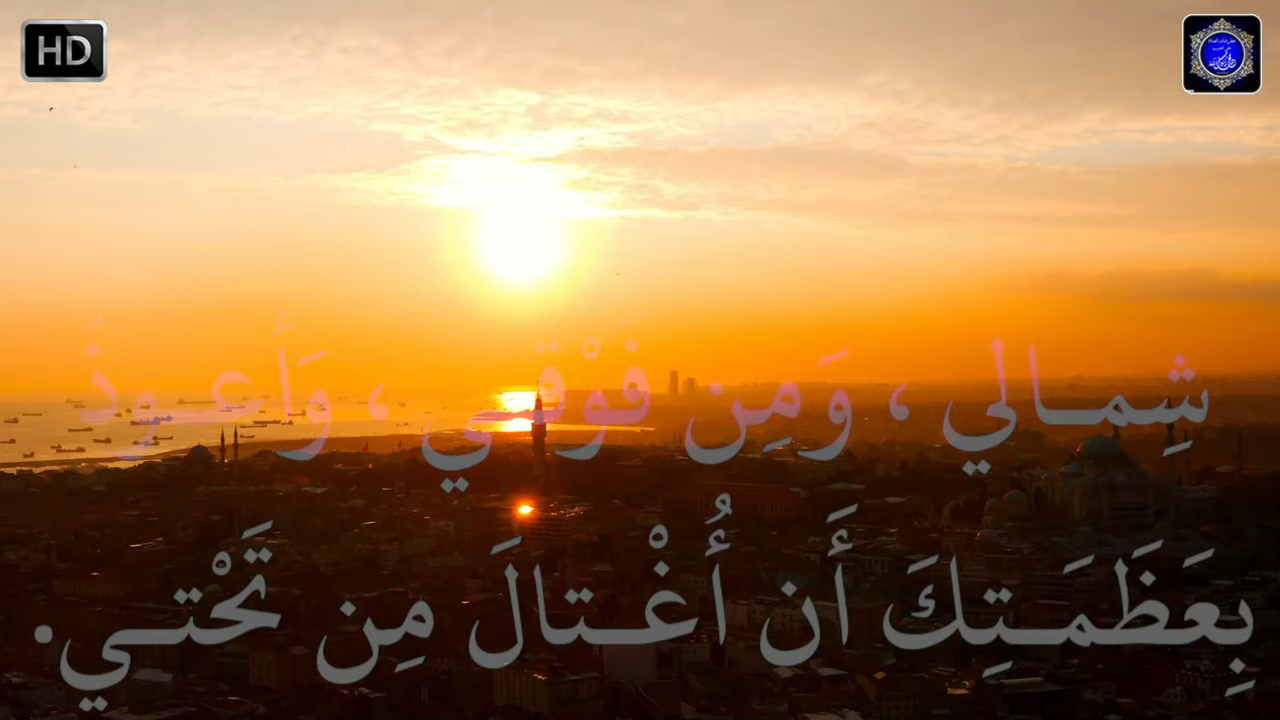 HD
شِمالي ، وَمِن فَوْقي ، وَأَعوذُ
بِعَظَمَتِكَ أَن أُغْتالَ مِن تَحْتي.